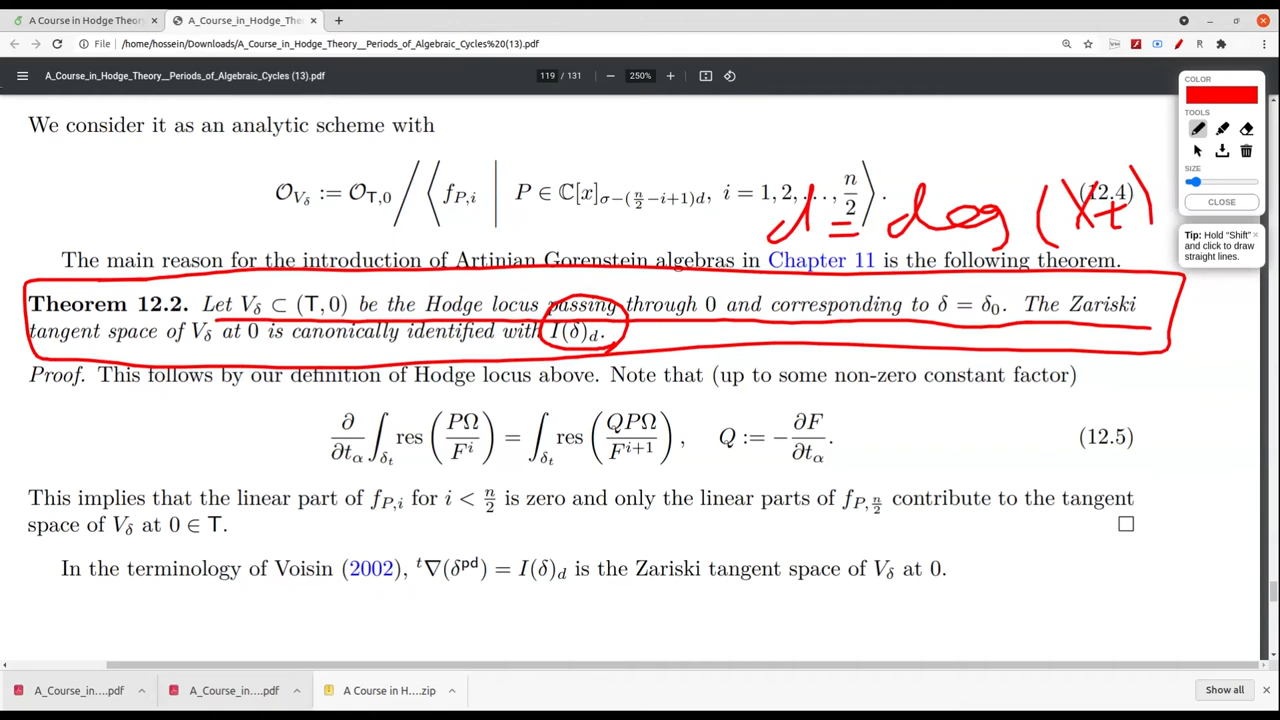 A Course in Hodge Theory
A_Course_in_Hodge_The
File /home/hossein/Downloads/A_Course_in_Hodge_Theory__Periods_of_Algebraic_Cycles%20(13).pdf
A_Course_in_Hodge_Theory__Periods_of_Algebraic_Cycles (13).pdf
119 / 131
250%
COLOR
TOOLS
SIZE
CLOSE
Tip: Hold "Shift" and click to draw straight lines.
We consider it as an analytic scheme with
𝒪_{V_δ} := 𝒪_{T,0} / ⟨ f_{P,i} | P ∈ ℂ[x]_{σ−(n/2−i+1)d}, i = 1, 2, . . . , n/2 ⟩. (12.4)
d = deg (X_t)
The main reason for the introduction of Artinian Gorenstein algebras in Chapter 11 is the following theorem.
Theorem 12.2. Let V_δ ⊂ (T, 0) be the Hodge locus passing through 0 and corresponding to δ = δ_0. The Zariski
tangent space of V_δ at 0 is canonically identified with I(δ)_d.
Proof. This follows by our definition of Hodge locus above. Note that (up to some non-zero constant factor)
∂/∂t_α ∫_{δ_t} res (PΩ/F^i) = ∫_{δ_t} res (QPΩ/F^{i+1}), Q := −∂F/∂t_α. (12.5)
This implies that the linear part of f_{P,i} for i < n/2 is zero and only the linear parts of f_{P,n/2} contribute to the tangent
space of V_δ at 0 ∈ T. □
In the terminology of Voisin (2002), ^t∇(δ^{pd}) = I(δ)_d is the Zariski tangent space of V_δ at 0.
A_Course_in_....pdf
A_Course_in_....pdf
A Course in H....zip
Show all